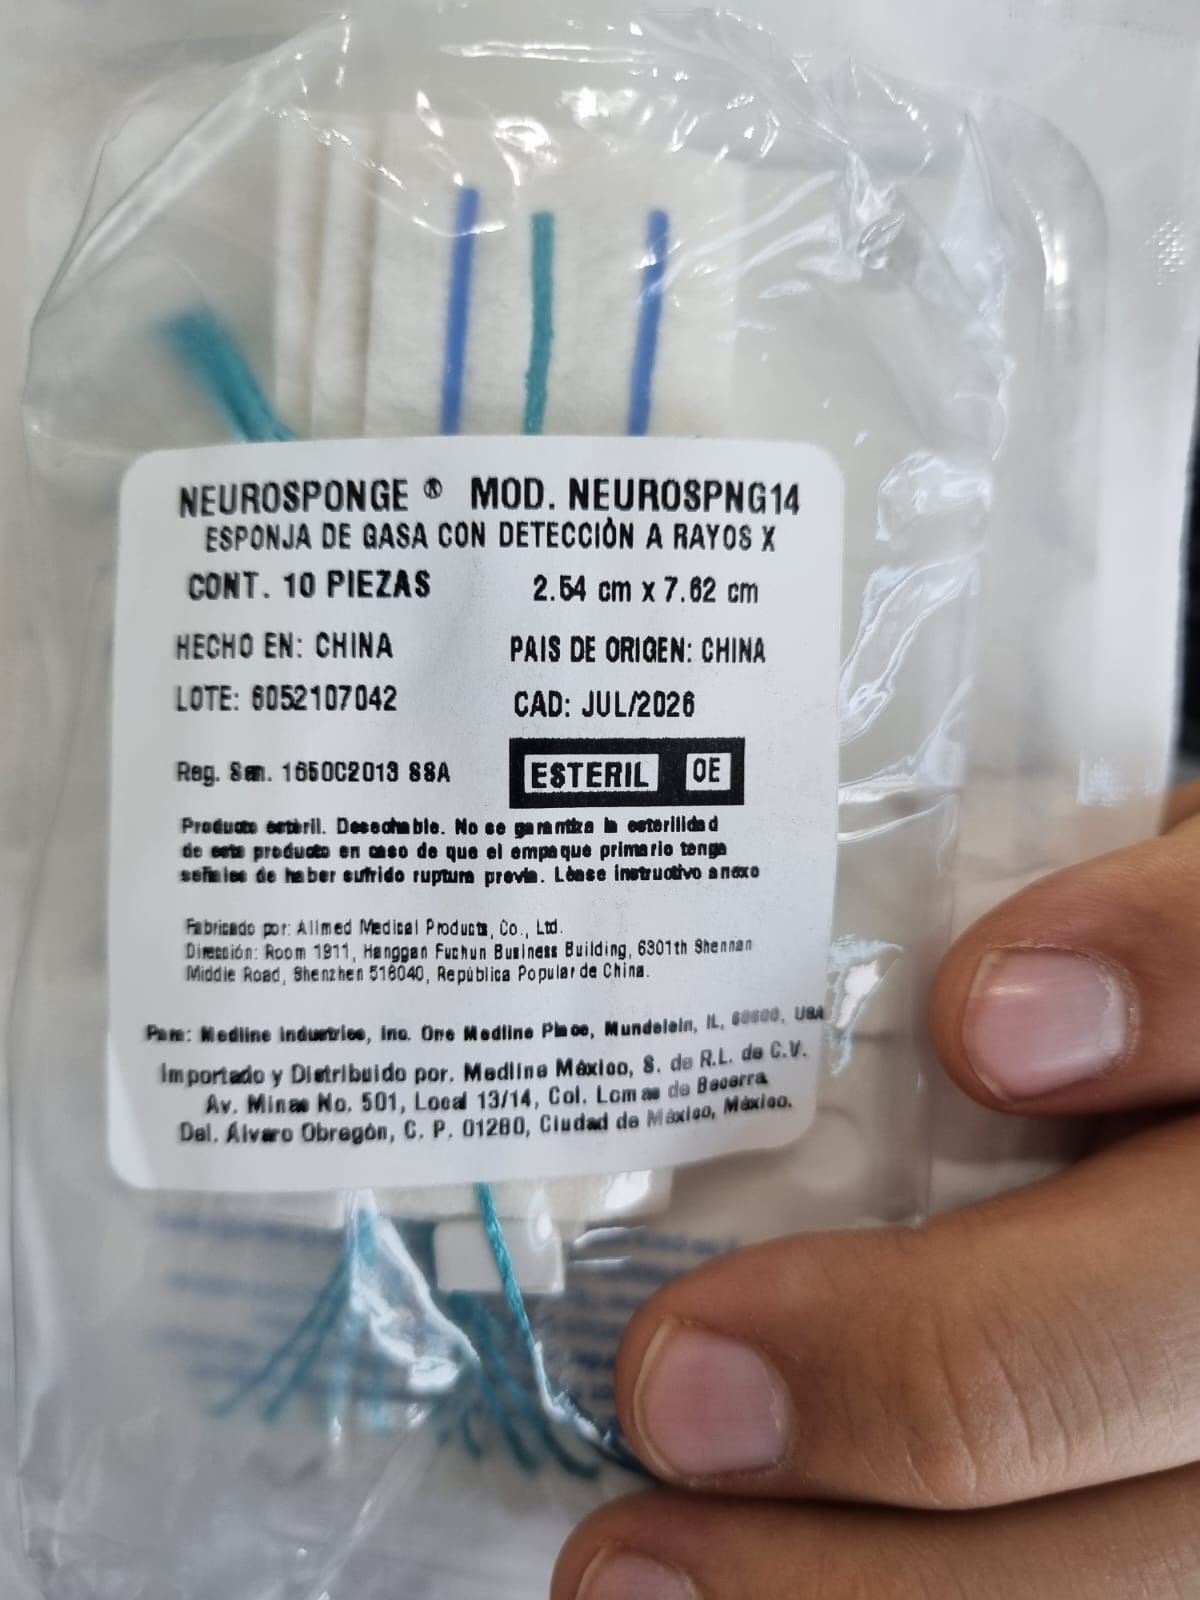 NEUROSPONGE ® MOD. NEUROSPNG14
ESPONJA DE GASA CON DETECCIÓN A RAYOS X
CONT. 10 PIEZAS 2.54 cm x 7.62 cm
HECHO EN: CHINA PAIS DE ORIGEN: CHINA
LOTE: 6052107042 CAD: JUL/2026
Reg. San. 1650C2013 SSA ESTERIL OE
Producto estéril. Desechable. No se garantiza la esterilidad
de este producto en caso de que el empaque primario tenga
señales de haber sufrido ruptura previa. Léase instructivo anexo
Fabricado por: Allmed Medical Products, Co., Ltd.
Dirección: Room 1911, Hanggan Fuchun Business Building, 6301th Shennan
Middle Road, Shenzhen 518040, República Popular de China.
Para: Medline Industries, Inc. One Medline Place, Mundelein, IL, USA
Importado y Distribuido por. Medline México, S. de R.L. de C.V.
Av. Minas No. 501, Local 13/14, Col. Lomas de Becerra
Del. Álvaro Obregón, C. P. 01280, Ciudad de México, México.